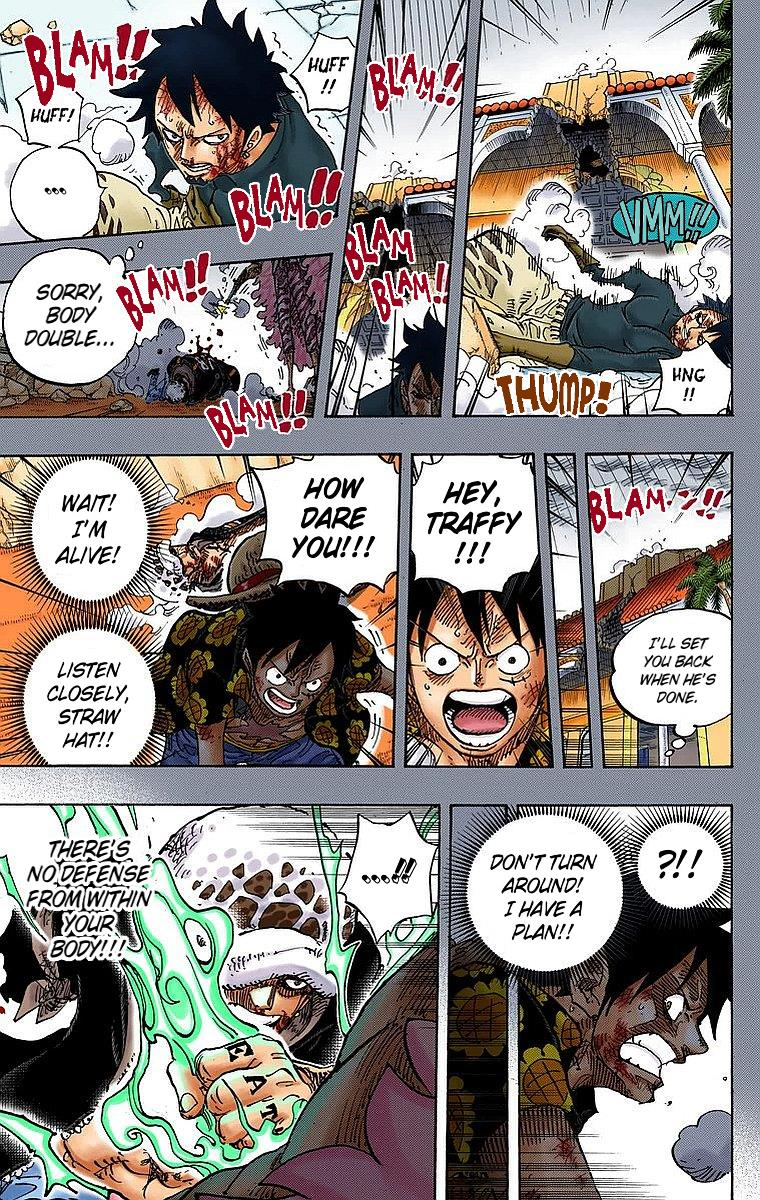 VMM!!
THUMP!
HNG
!!
BLAM!!
BLAM
BLAM!!
HUFF
!!
BLAM!!
HUFF!
...
BLAM!!
SORRY,
BODY
DOUBLE...
BLAM!!
BLAM!!
BLAM!!
I'LL SET
YOU BACK
WHEN HE'S
DONE.
HEY,
TRAFFY
!!!
HOW
DARE
YOU!!!
WAIT!
I'M
ALIVE!
LISTEN
CLOSELY,
STRAW
HAT!!
?!!
DON'T TURN
AROUND!
I HAVE A
PLAN!!
...!!
THERE'S
NO DEFENSE
FROM WITHIN
YOUR
BODY!!!
EAT